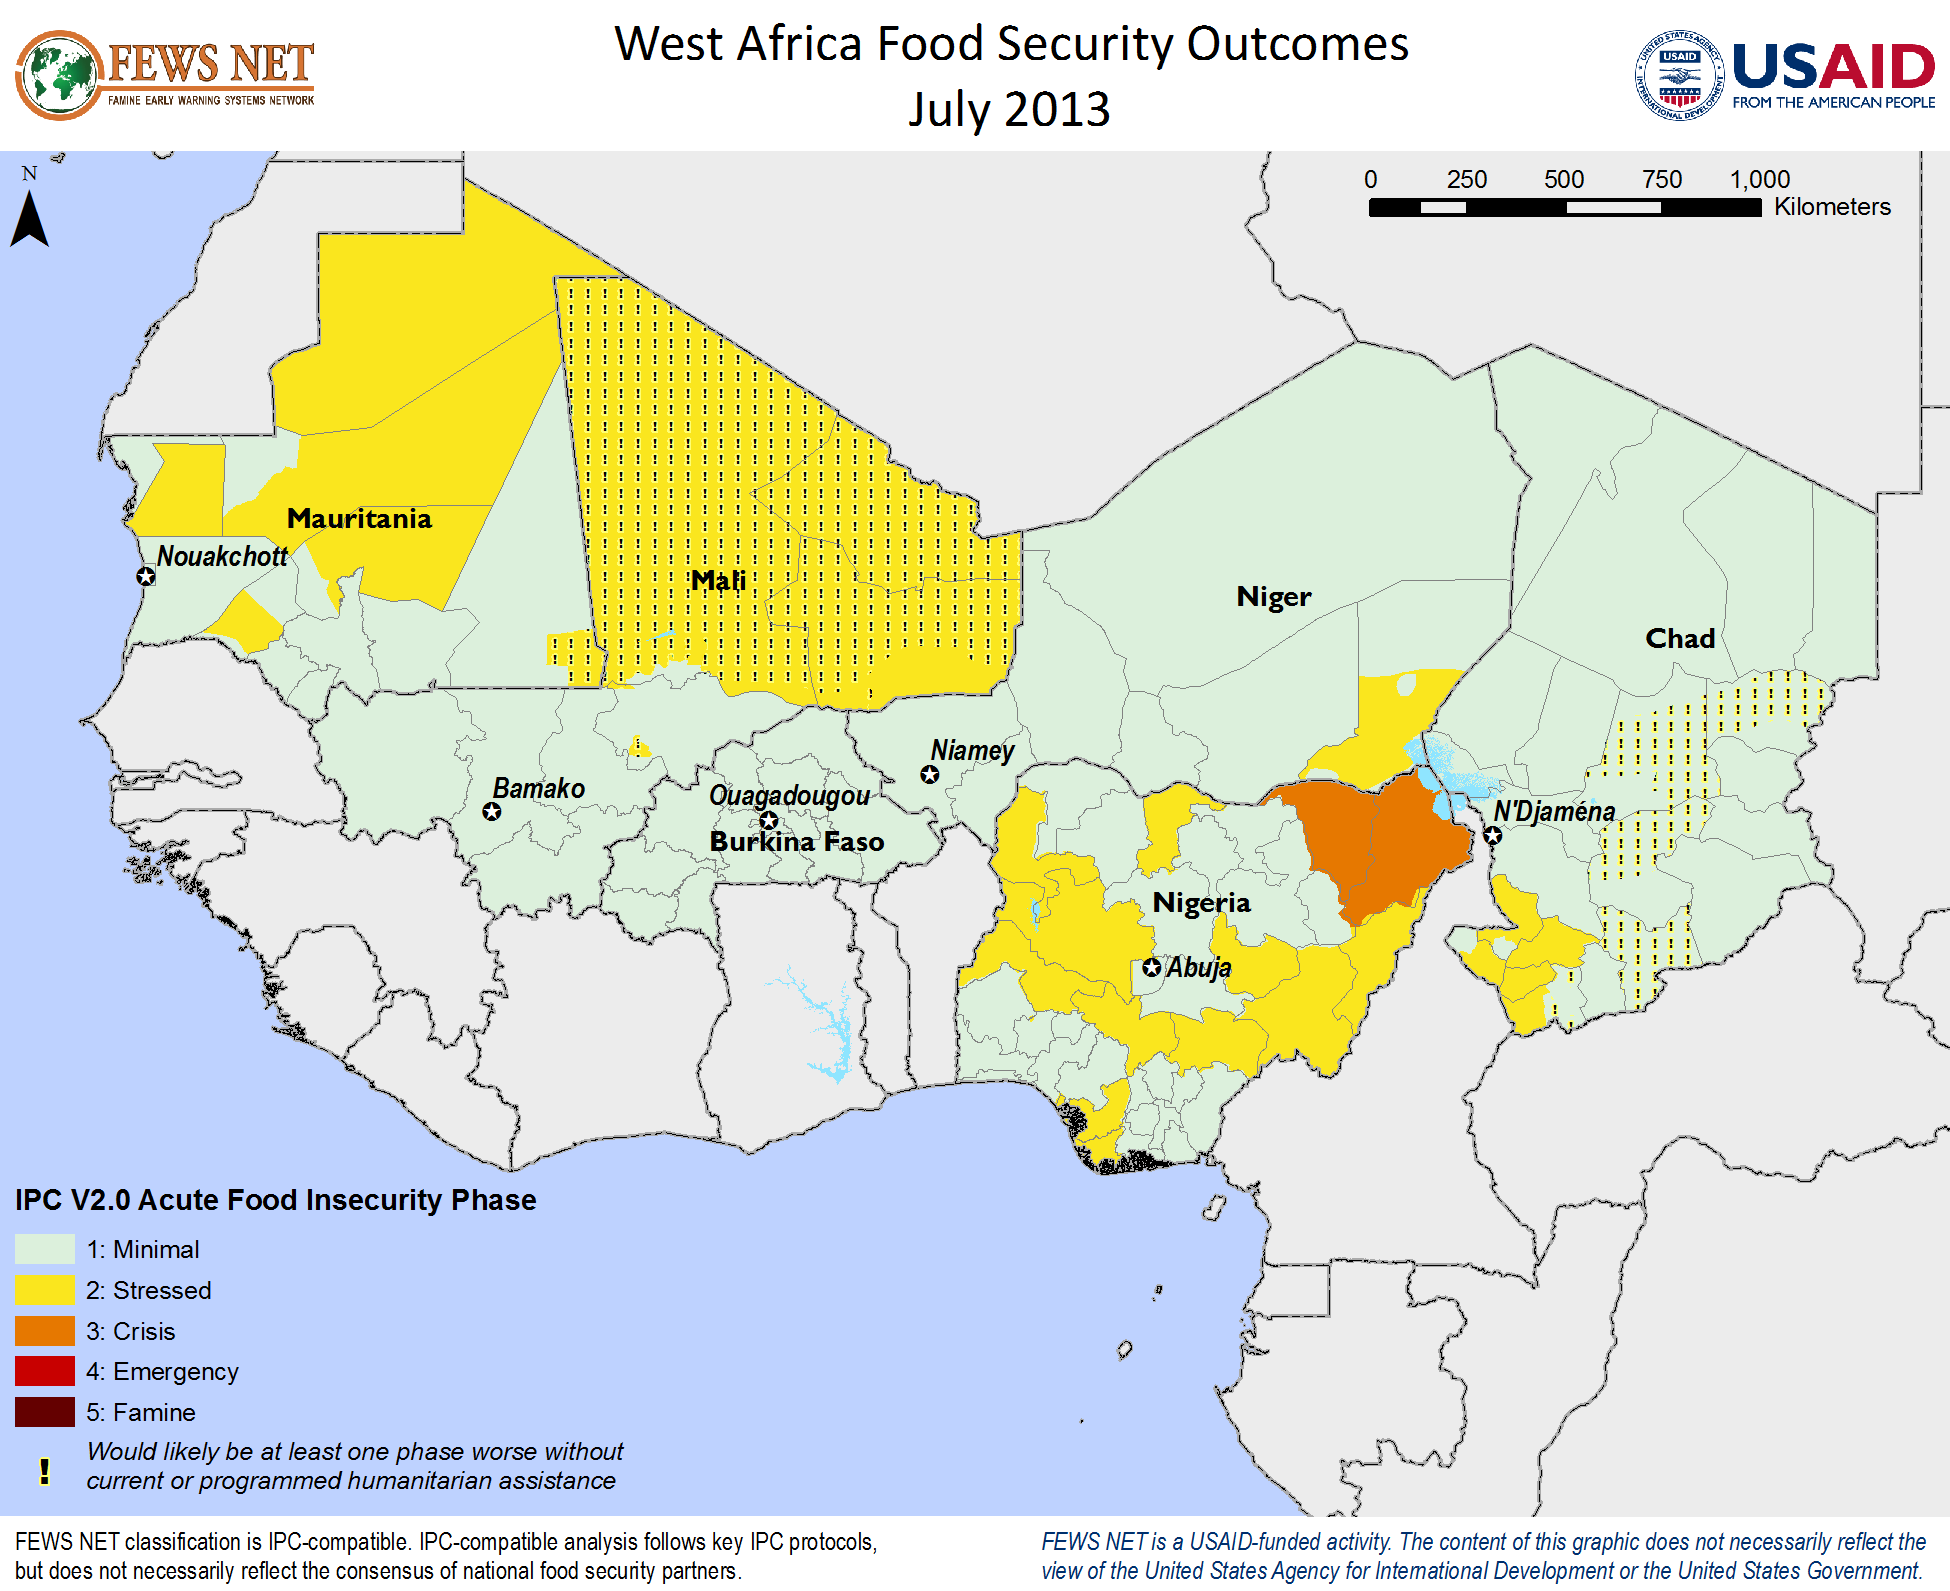 FEWS NET
FAMINE EARLY WARNING SYSTEMS NETWORK
West Africa Food Security Outcomes
July 2013
UNITED STATES AGENCY
USAID
INTERNATIONAL DEVELOPMENT
USAID
FROM THE AMERICAN PEOPLE
N
0 250 500 750 1,000
Kilometers
Mauritania
Nouakchott
Mali
Niger
Chad
Niamey
Bamako
Ouagadougou
Burkina Faso
N'Djaména
Nigeria
Abuja
IPC V2.0 Acute Food Insecurity Phase
1: Minimal
2: Stressed
3: Crisis
4: Emergency
5: Famine
! Would likely be at least one phase worse without
current or programmed humanitarian assistance
FEWS NET classification is IPC-compatible. IPC-compatible analysis follows key IPC protocols,
but does not necessarily reflect the consensus of national food security partners.
FEWS NET is a USAID-funded activity. The content of this graphic does not necessarily reflect the
view of the United States Agency for International Development or the United States Government.